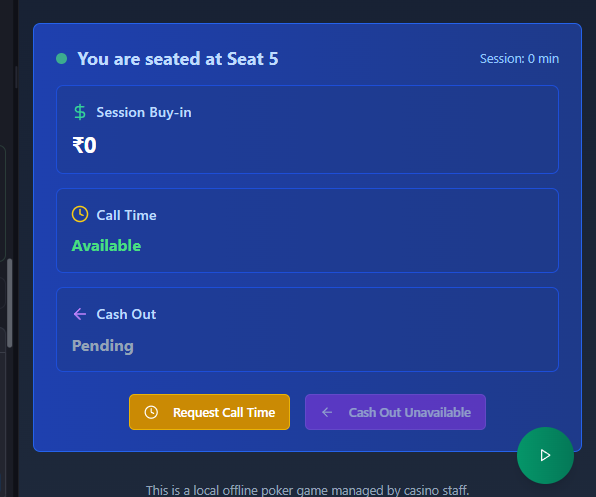 You are seated at Seat 5
Session: 0 min
Session Buy-in
₹0
Call Time
Available
Cash Out
Pending
Request Call Time
Cash Out Unavailable
This is a local offline poker game managed by casino staff.